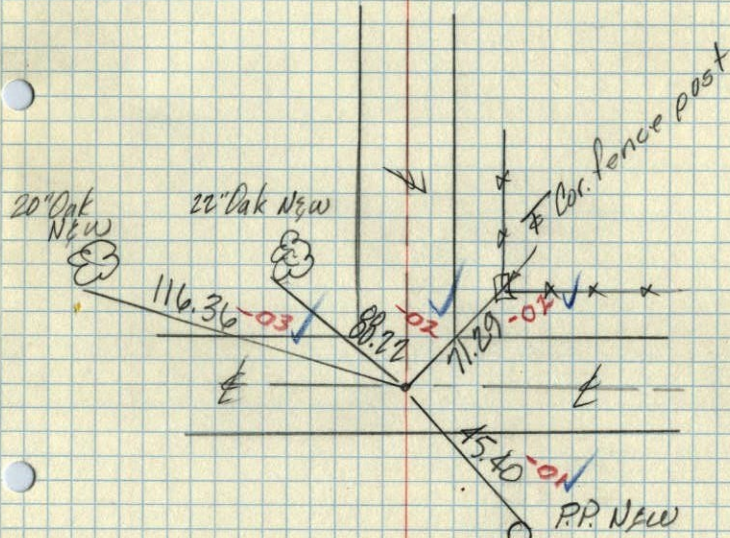 Cor. fence post
20" Oak
N&W
22" Oak N&W
116.36 -03
88.22 -02
71.29 -02
℄
℄
45.40 -01
P.P. N&W